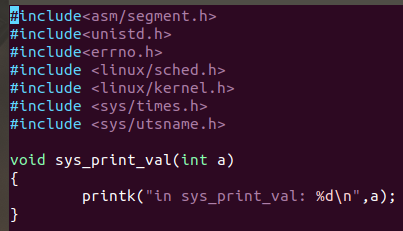 #include<asm/segment.h>
#include<unistd.h>
#include<errno.h>
#include <linux/sched.h>
#include <linux/kernel.h>
#include <sys/times.h>
#include <sys/utsname.h>

void sys_print_val(int a)
{
        printk("in sys_print_val: %d\n",a);
}